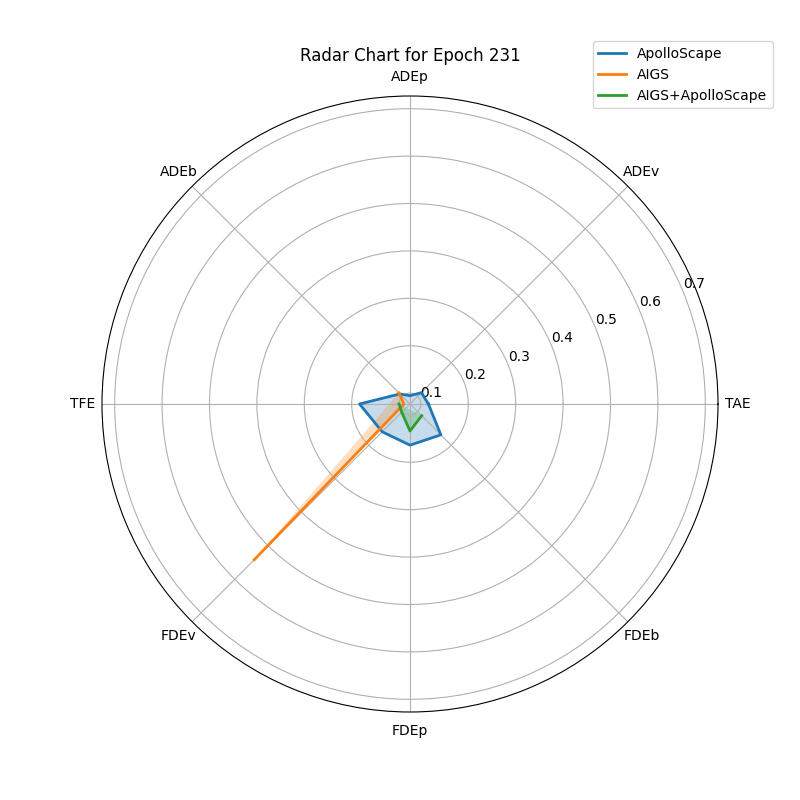 Radar Chart for Epoch 231
ApolloScape
AIGS
AIGS+ApolloScape
ADEp
ADEb
ADEv
0.7
0.6
0.5
0.4
0.3
0.2
0.1
TFE
TAE
FDEv
FDEb
FDEp